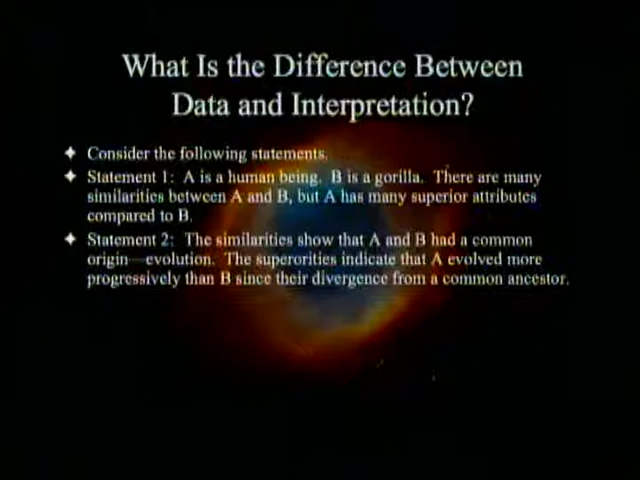 What Is the Difference Between
Data and Interpretation?
✦ Consider the following statements.
✦ Statement 1: A is a human being. B is a gorilla. There are many
similarities between A and B, but A has many superior attributes
compared to B.
✦ Statement 2: The similarities show that A and B had a common
origin—evolution. The superorities indicate that A evolved more
progressively than B since their divergence from a common ancestor.